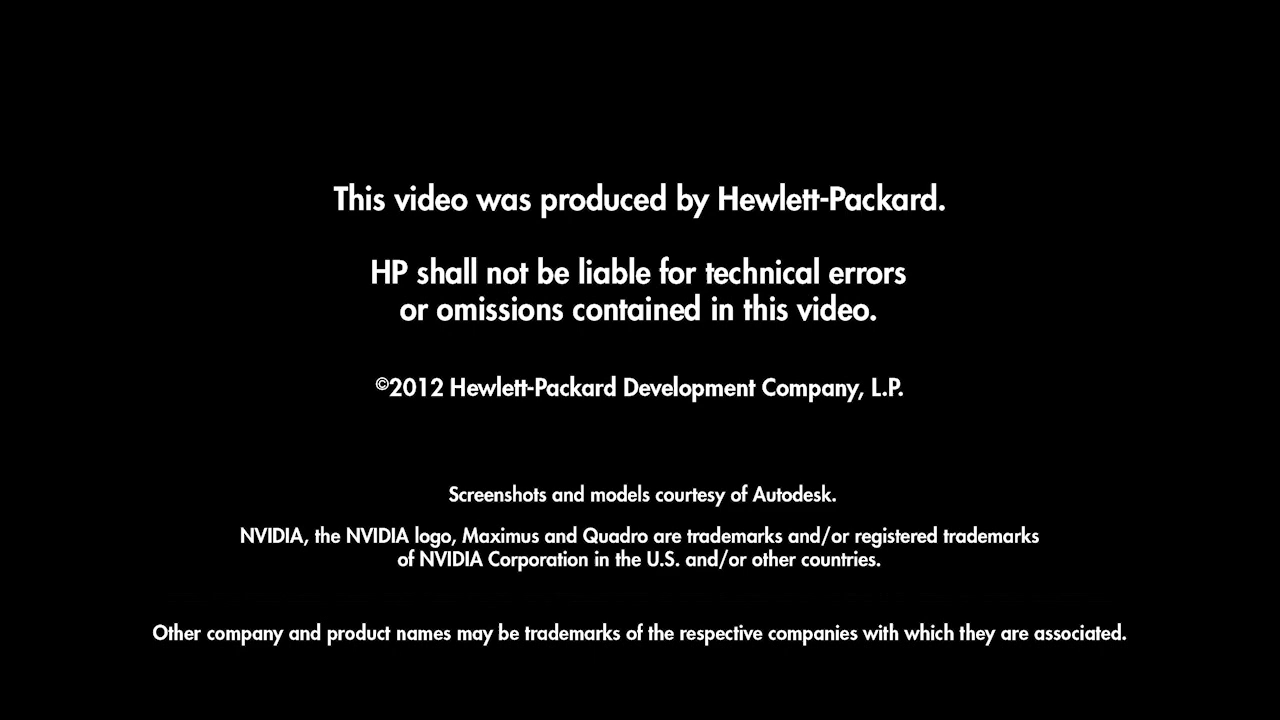 This video was produced by Hewlett-Packard.
HP shall not be liable for technical errors
or omissions contained in this video.
©2012 Hewlett-Packard Development Company, L.P.
Screenshots and models courtesy of Autodesk.
NVIDIA, the NVIDIA logo, Maximus and Quadro are trademarks and/or registered trademarks
of NVIDIA Corporation in the U.S. and/or other countries.
Other company and product names may be trademarks of the respective companies with which they are associated.